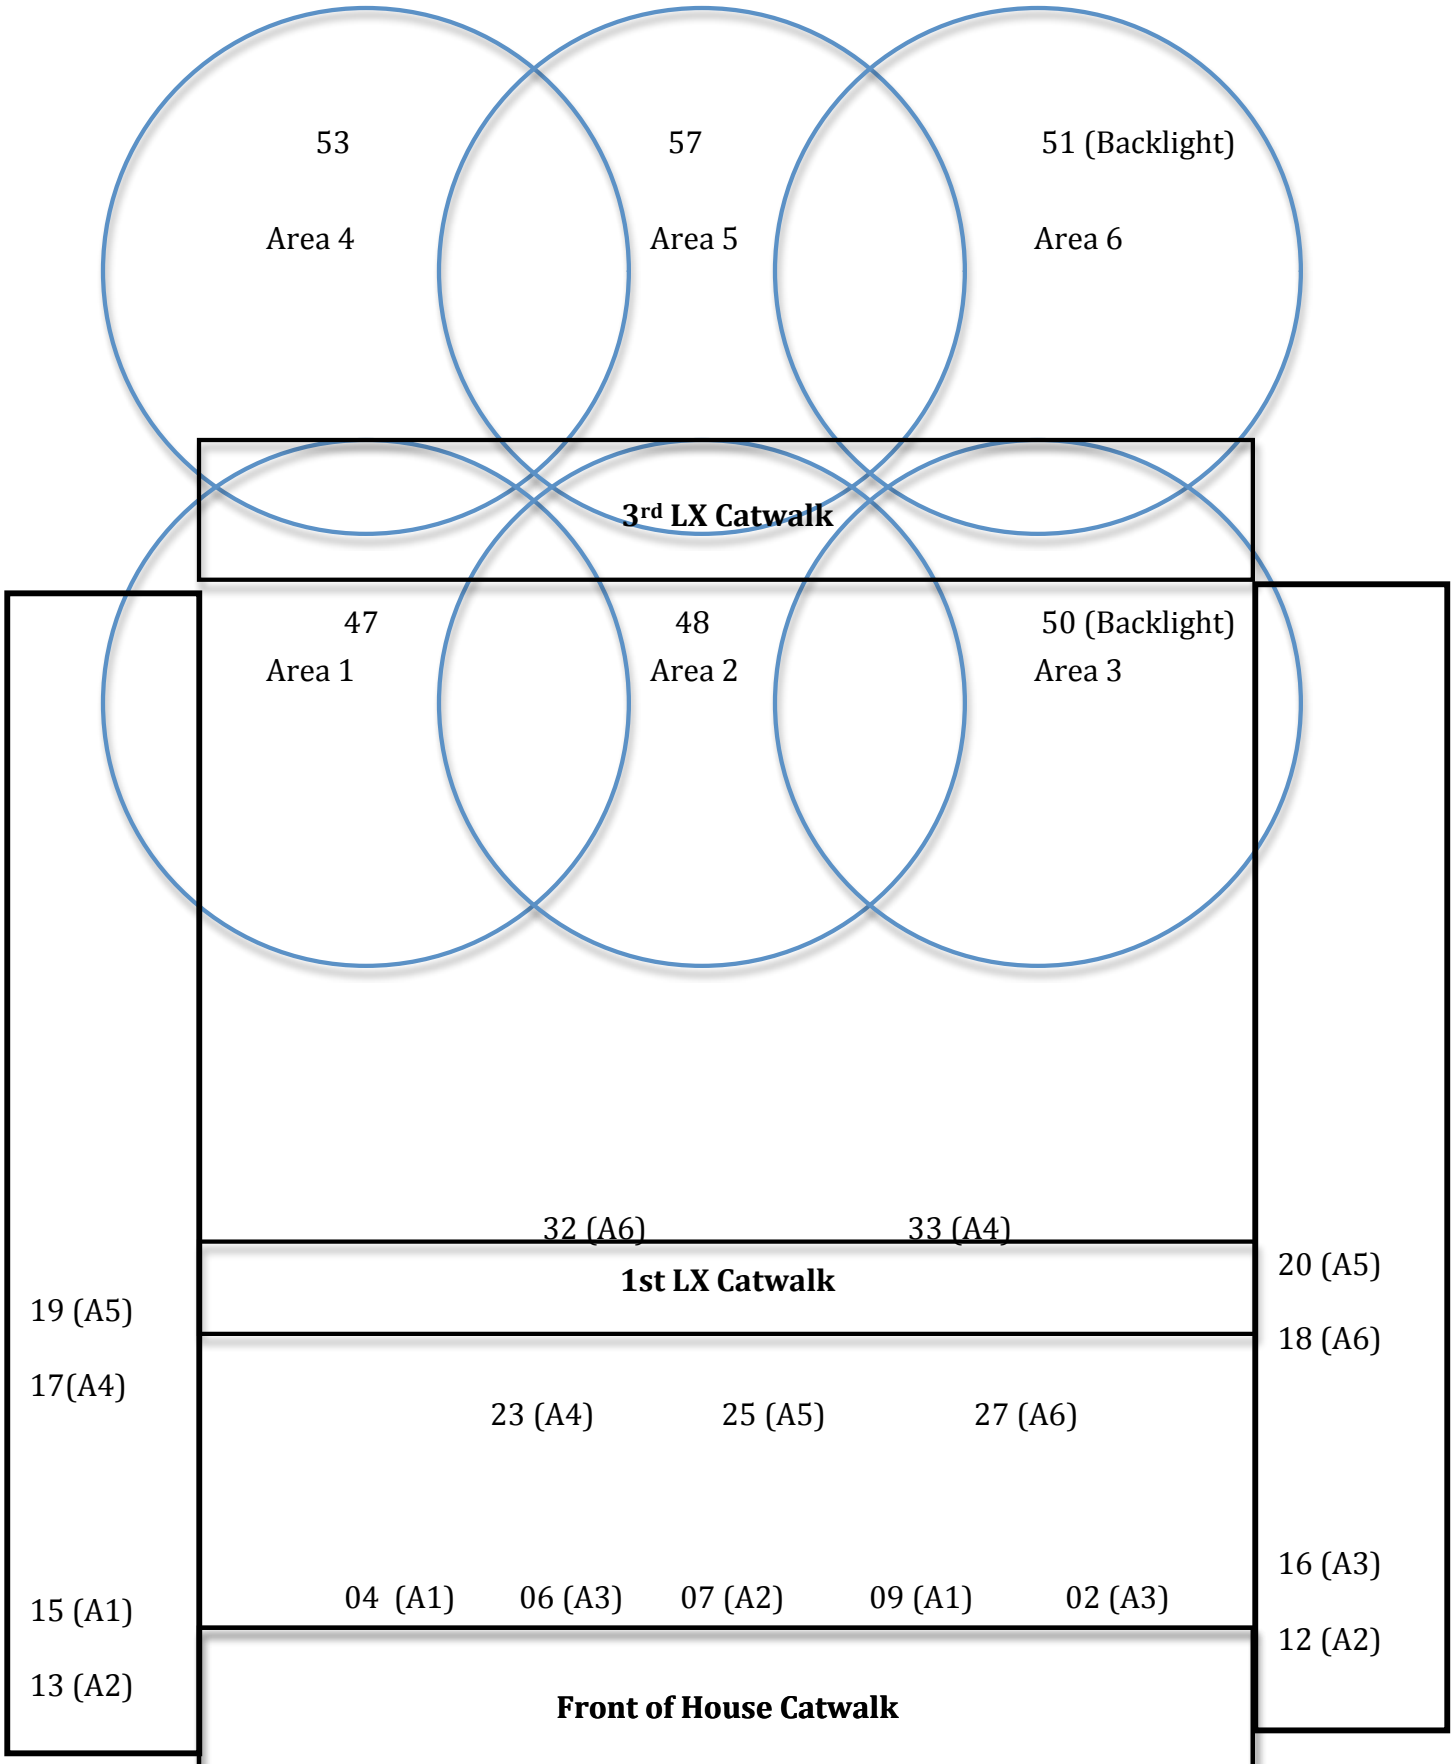 53 57 51 (Backlight)
Area 4 Area 5 Area 6
3rd LX Catwalk
47 48 50 (Backlight)
Area 1 Area 2 Area 3
32 (A6) 33 (A4)
20 (A5)
1st LX Catwalk
19 (A5)
18 (A6)
17(A4)
23 (A4) 25 (A5) 27 (A6)
16 (A3)
04 (A1) 06 (A3) 07 (A2) 09 (A1) 02 (A3)
15 (A1)
12 (A2)
13 (A2)
Front of House Catwalk